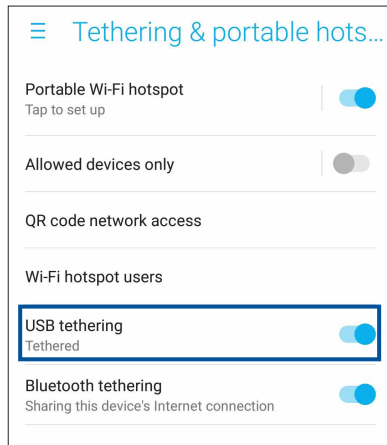 Tethering & portable hots...
Portable Wi-Fi hotspot
Tap to set up
Allowed devices only
QR code network access
Wi-Fi hotspot users
USB tethering
Tethered
Bluetooth tethering
Sharing this device's Internet connection